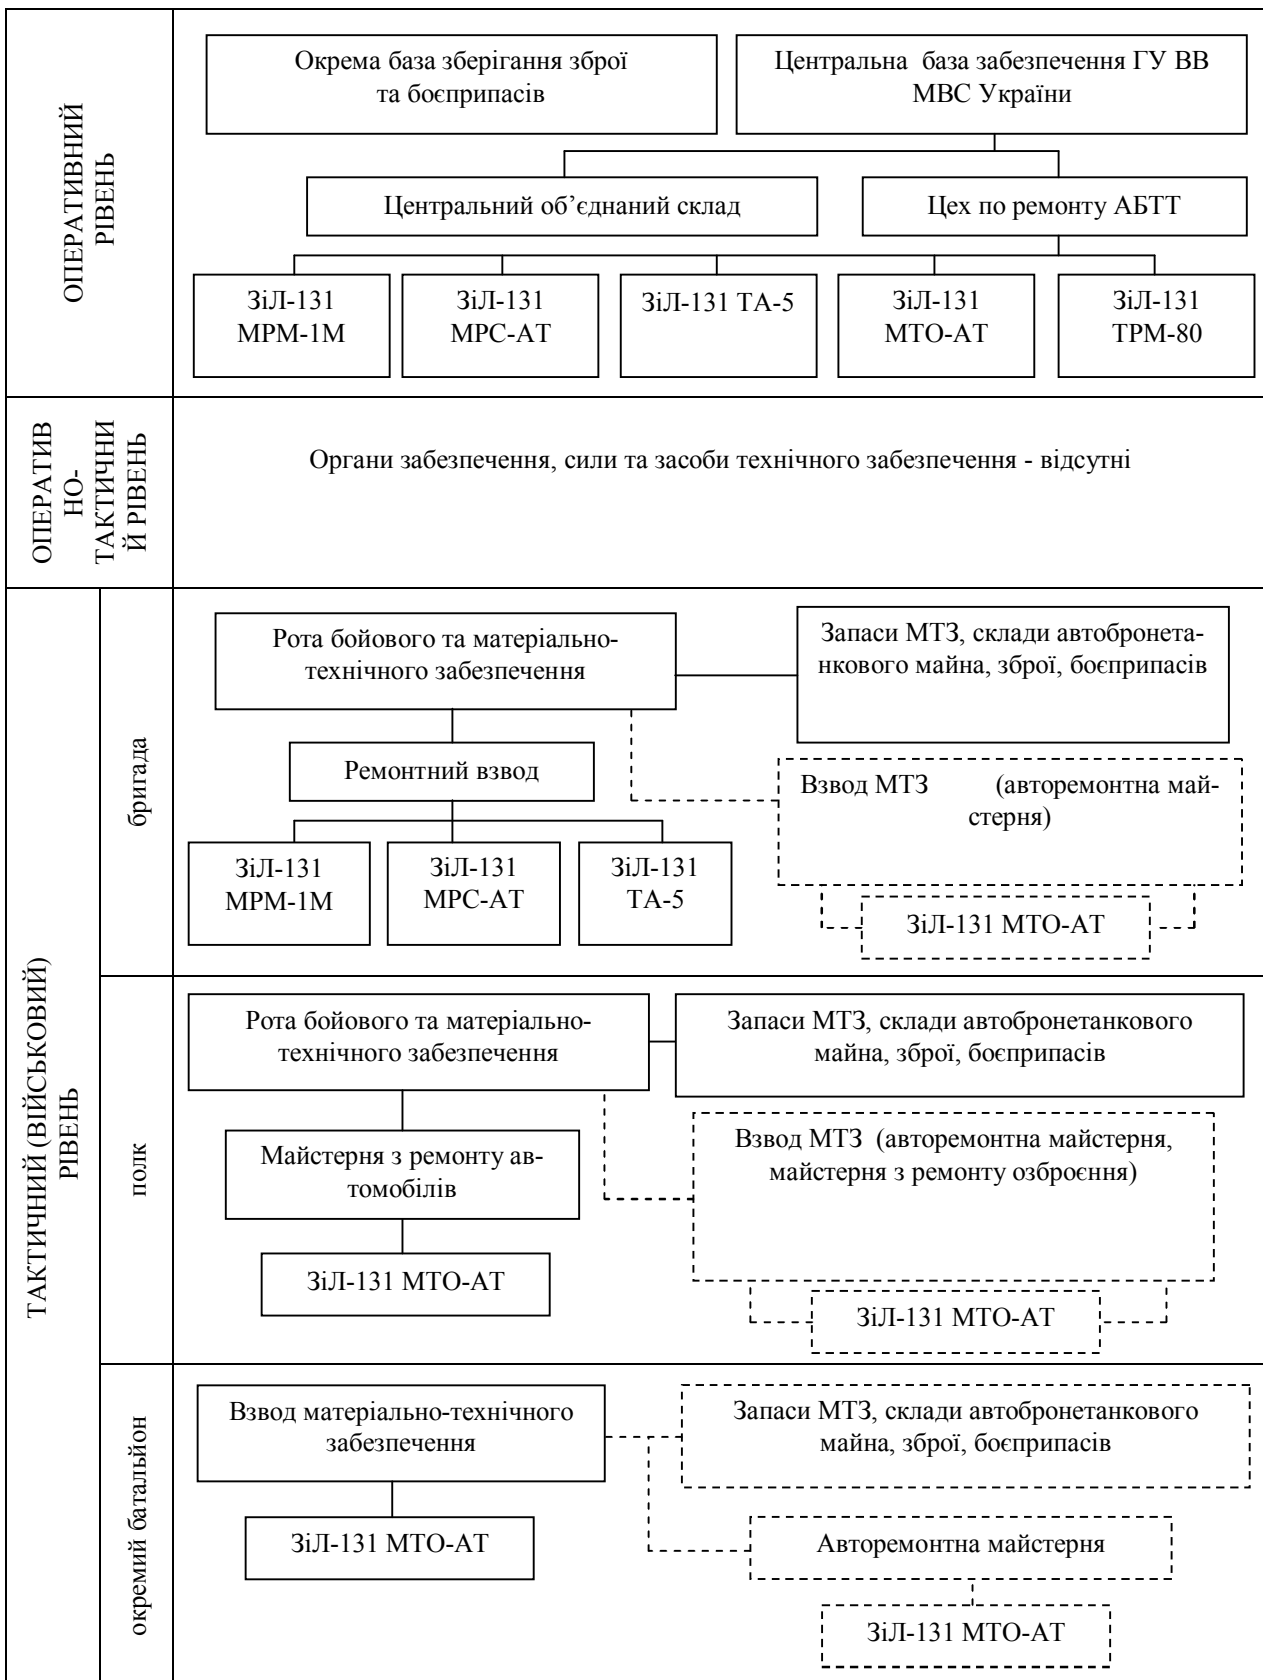 ОПЕРАТИВНИЙ
РІВЕНЬ
Окрема база зберігання зброї
та боєприпасів
Центральна база забезпечення ГУ ВВ
МВС України
Центральний об’єднаний склад
Цех по ремонту АБТТ
ЗіЛ-131
МРМ-1М
ЗіЛ-131
МРС-АТ
ЗіЛ-131 ТА-5
ЗіЛ-131
МТО-АТ
ЗіЛ-131
ТРМ-80
ОПЕРАТИВ
НО-
ТАКТИЧНИ
Й РІВЕНЬ
Органи забезпечення, сили та засоби технічного забезпечення - відсутні
ТАКТИЧНИЙ (ВІЙСЬКОВИЙ)
РІВЕНЬ
бригада
Рота бойового та матеріально-
технічного забезпечення
Запаси МТЗ, склади автобронета-
нкового майна, зброї, боєприпасів
Ремонтний взвод
Взвод МТЗ (авторемонтна май-
стерня)
ЗіЛ-131
МРМ-1М
ЗіЛ-131
МРС-АТ
ЗіЛ-131
ТА-5
ЗіЛ-131 МТО-АТ
полк
Рота бойового та матеріально-
технічного забезпечення
Запаси МТЗ, склади автобронетанкового
майна, зброї, боєприпасів
Майстерня з ремонту ав-
томобілів
Взвод МТЗ (авторемонтна майстерня,
майстерня з ремонту озброєння)
ЗіЛ-131 МТО-АТ
ЗіЛ-131 МТО-АТ
окремий батальйон
Взвод матеріально-технічного
забезпечення
Запаси МТЗ, склади автобронетанкового
майна, зброї, боєприпасів
ЗіЛ-131 МТО-АТ
Авторемонтна майстерня
ЗіЛ-131 МТО-АТ